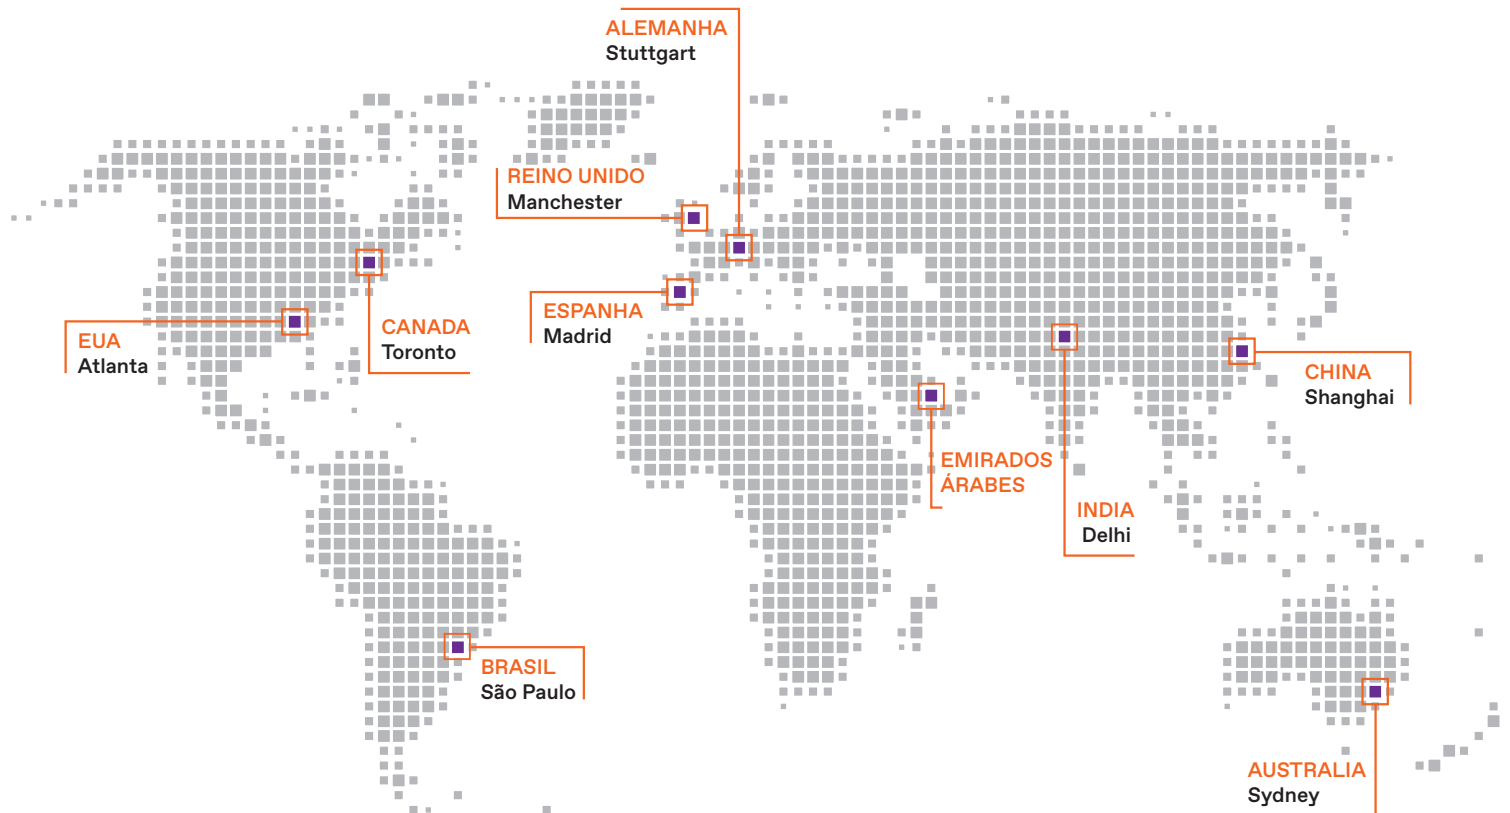 ALEMANHA
Stuttgart
REINO UNIDO
Manchester
ESPANHA
Madrid
EUA
Atlanta
CANADA
Toronto
CHINA
Shanghai
EMIRADOS
ÁRABES
INDIA
Delhi
BRASIL
São Paulo
AUSTRALIA
Sydney